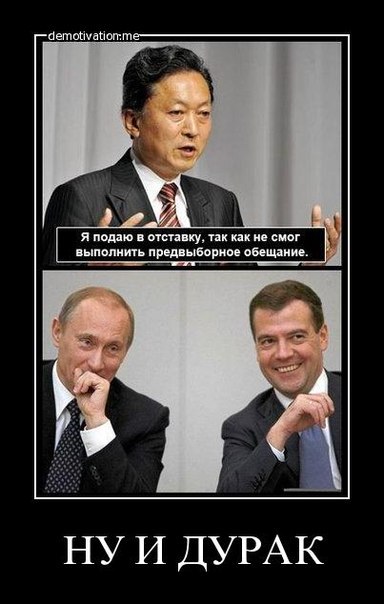 demotivation.me
Я подаю в отставку, так как не смог
выполнить предвыборное обещание.
НУ И ДУРАК